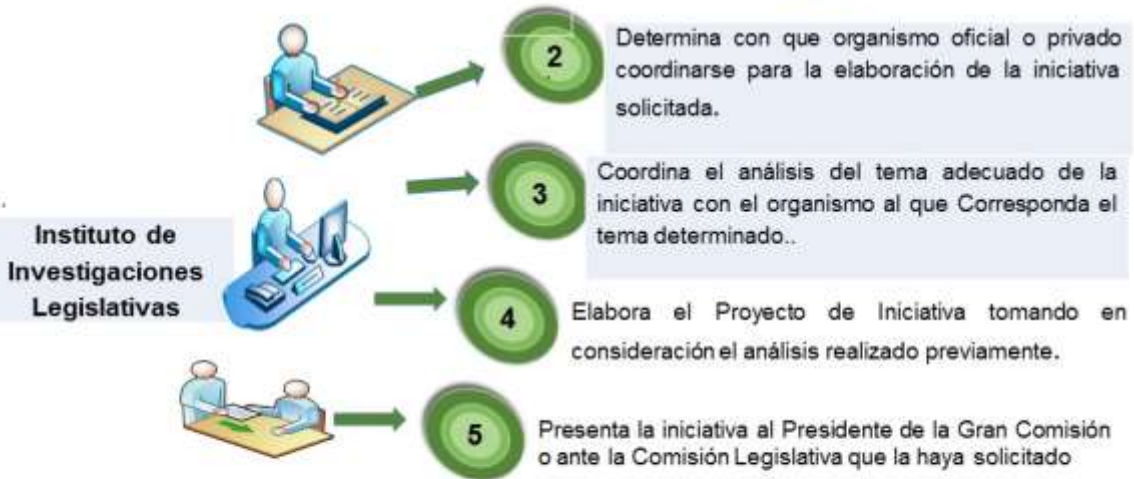 2
Determina con que organismo oficial o privado
coordinarse para la elaboración de la iniciativa
solicitada.
3
Coordina el análisis del tema adecuado de la
iniciativa con el organismo al que Corresponda el
tema determinado..
Instituto de
Investigaciones
Legislativas
4
Elabora el Proyecto de Iniciativa tomando en
consideración el análisis realizado previamente.
5
Presenta la iniciativa al Presidente de la Gran Comisión
o ante la Comisión Legislativa que la haya solicitado